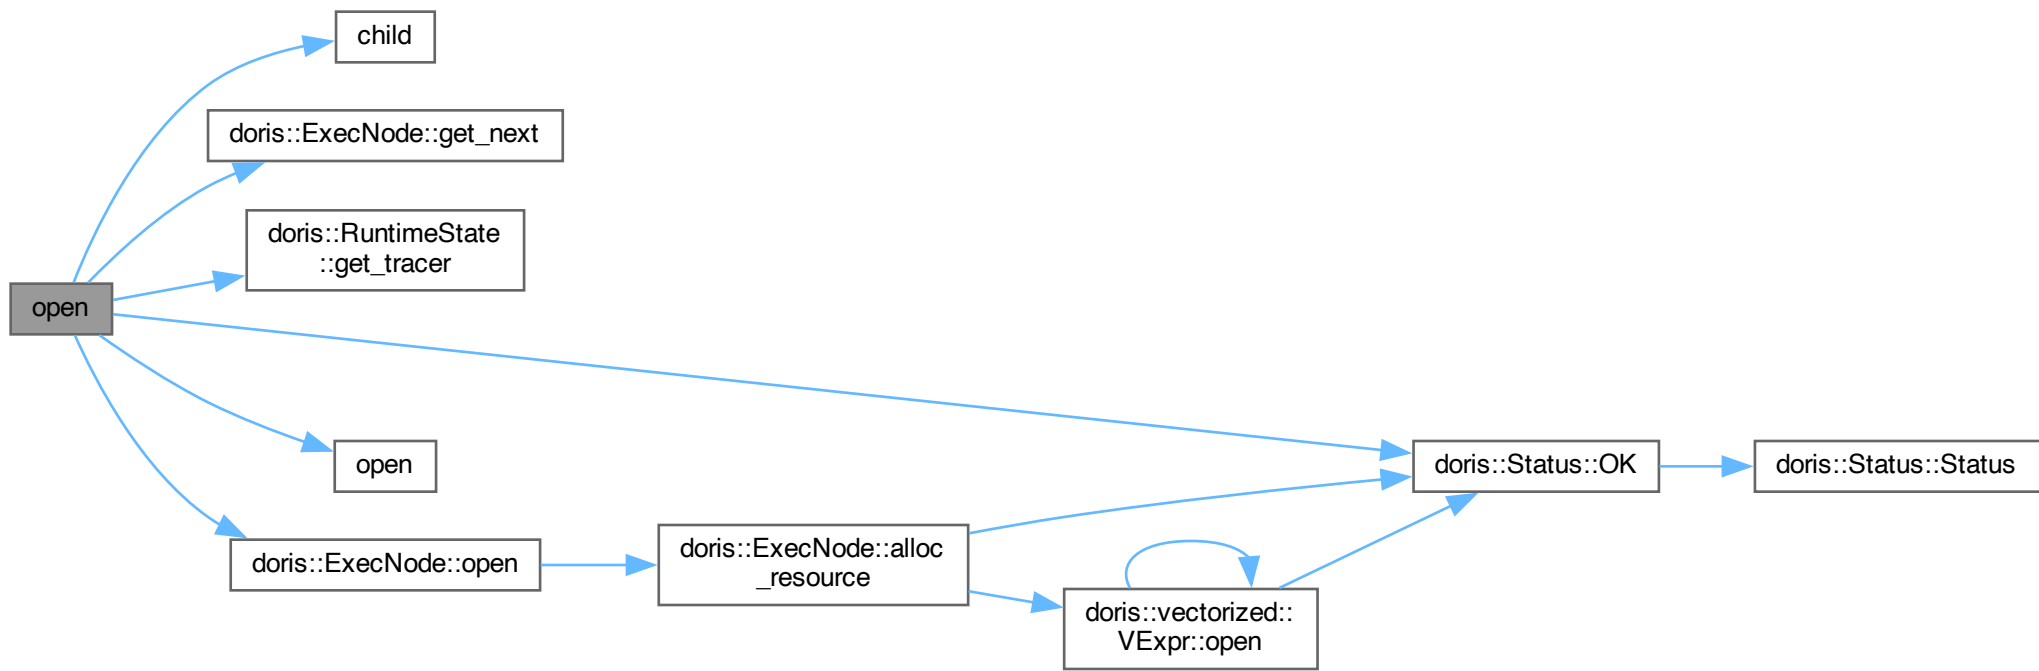 child
doris::ExecNode::get_next
doris::RuntimeState
::get_tracer
open
open
doris::Status::OK
doris::Status::Status
doris::ExecNode::open
doris::ExecNode::alloc
_resource
doris::vectorized::
VExpr::open